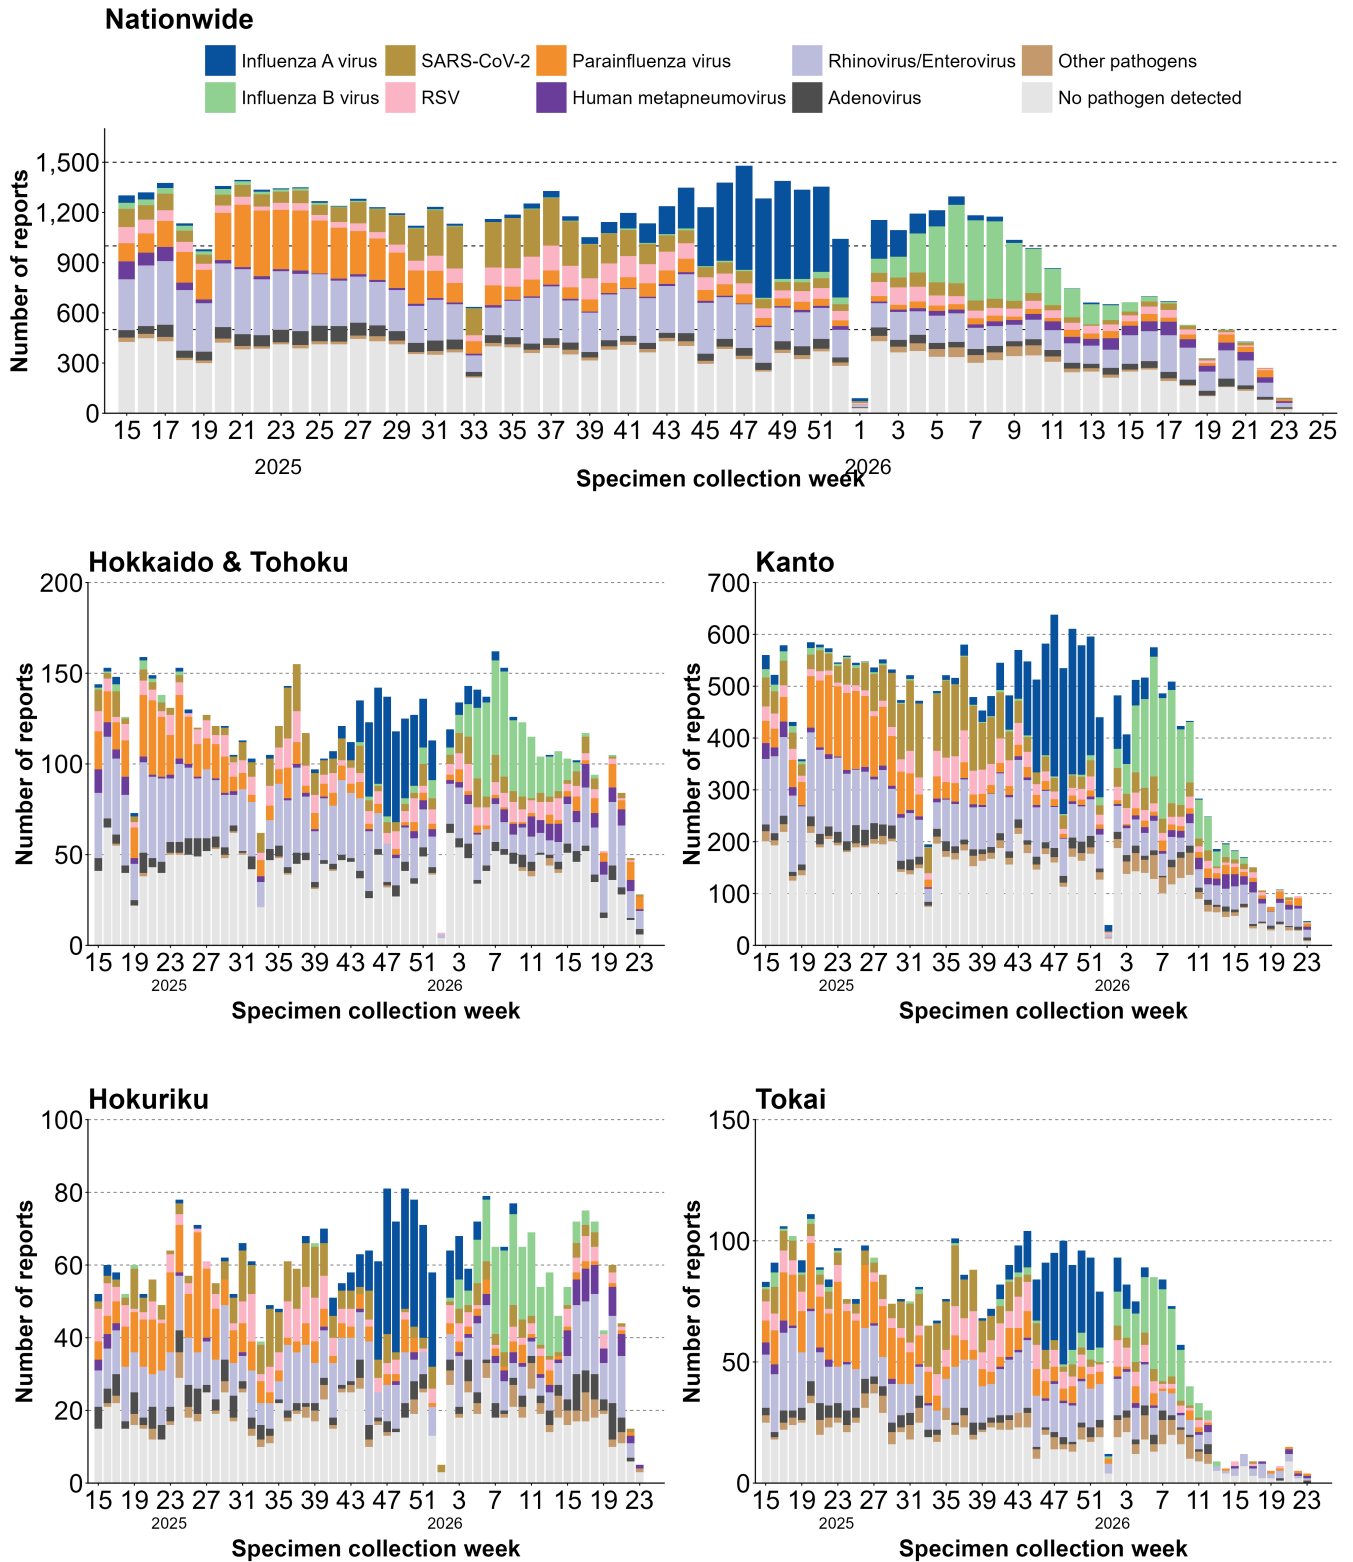 Nationwide
Influenza A virus SARS-CoV-2 Parainfluenza virus Rhinovirus/Enterovirus Other pathogens
Influenza B virus RSV Human metapneumovirus Adenovirus No pathogen detected
Number of reports
1,500
1,200
900
600
300
0
15 17 19 21 23 25 27 29 31 33 35 37 39 41 43 45 47 49 51 1 3 5 7 9 11 13 15 17 19 21 23 25
2025 2026
Specimen collection week
Hokkaido & Tohoku
Number of reports
200
150
100
50
0
15 19 23 27 31 35 39 43 47 51 3 7 11 15 19 23
2025 2026
Specimen collection week
Kanto
Number of reports
700
600
500
400
300
200
100
0
15 19 23 27 31 35 39 43 47 51 3 7 11 15 19 23
2025 2026
Specimen collection week
Hokuriku
Number of reports
100
80
60
40
20
0
15 19 23 27 31 35 39 43 47 51 3 7 11 15 19 23
2025 2026
Specimen collection week
Tokai
Number of reports
150
100
50
0
15 19 23 27 31 35 39 43 47 51 3 7 11 15 19 23
2025 2026
Specimen collection week